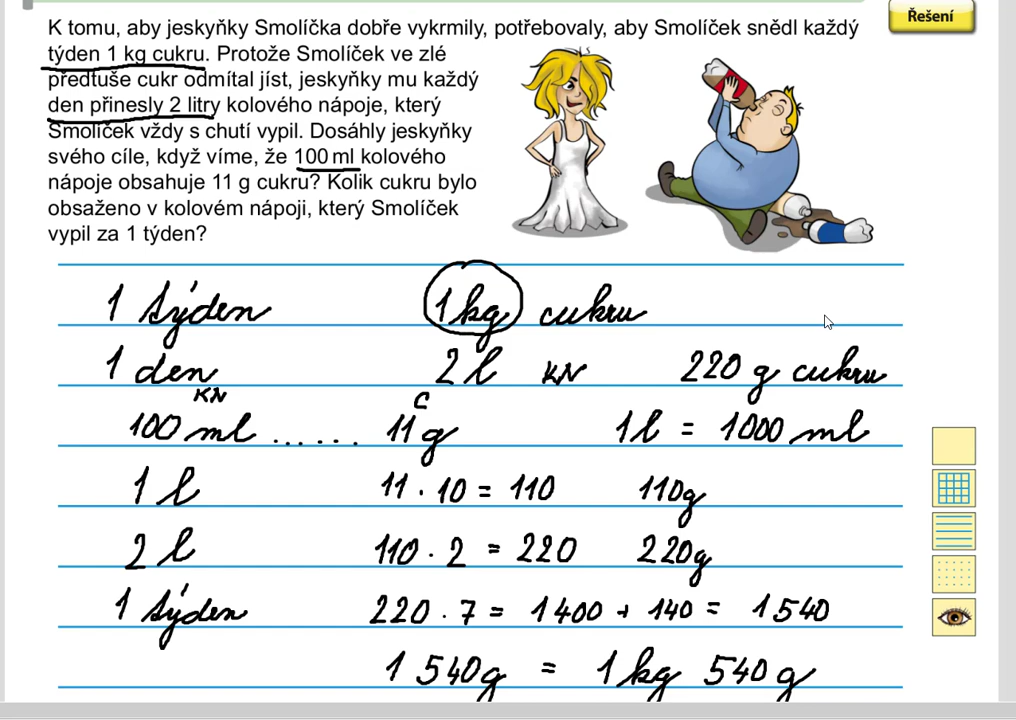 Řešení
K tomu, aby jeskyňky Smolíčka dobře vykrmily, potřebovaly, aby Smolíček snědl každý
týden 1 kg cukru. Protože Smolíček ve zlé
předtuše cukr odmítal jíst, jeskyňky mu každý
den přinesly 2 litry kolového nápoje, který
Smolíček vždy s chutí vypil. Dosáhly jeskyňky
svého cíle, když víme, že 100 ml kolového
nápoje obsahuje 11 g cukru? Kolik cukru bylo
obsaženo v kolovém nápoji, který Smolíček
vypil za 1 týden?
1 týden 1 kg cukru
1 den 2 l KN 220 g cukru
KN C
100 ml ...... 11 g 1 l = 1000 ml
1 l 11 · 10 = 110 110g
2 l 110 · 2 = 220 220g
1 týden 220 · 7 = 1400 + 140 = 1540
1 540g = 1 kg 540 g